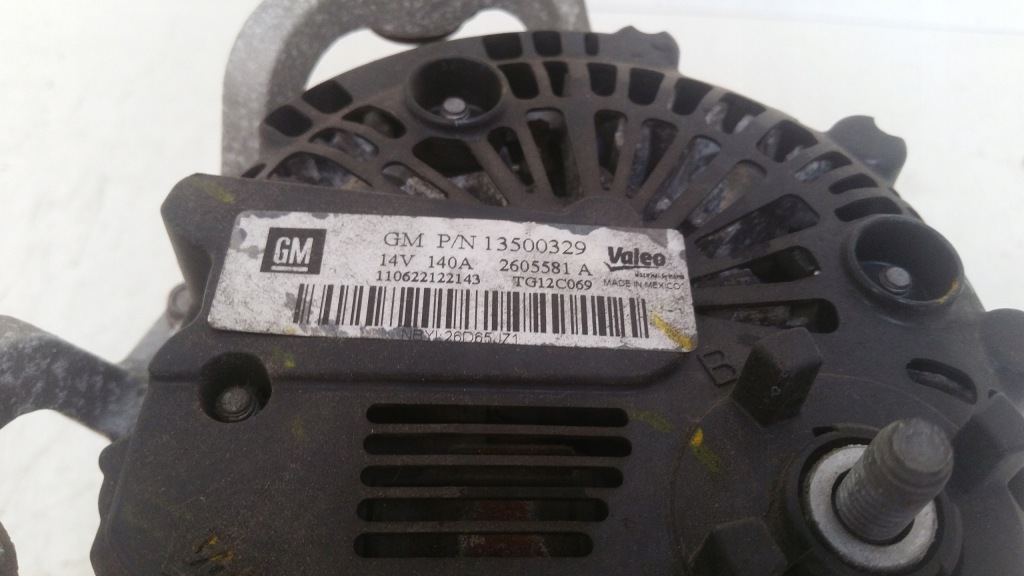 GM
GM P/N 13500329
14V 140A 2605581 A
110622122143 TG12C069
Valeo
MADE IN MEXICO
B